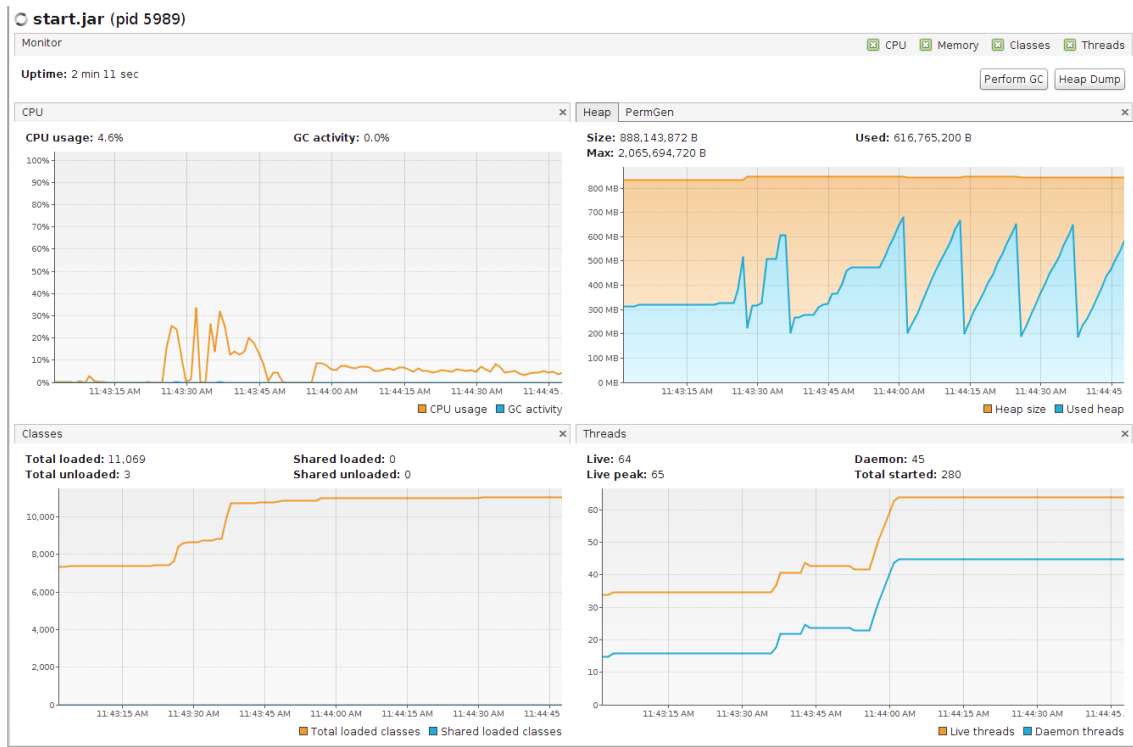 start.jar (pid 5989)
Monitor
CPU Memory Classes Threads
Uptime: 2 min 11 sec
Perform GC Heap Dump
CPU
CPU usage: 4.6% GC activity: 0.0%
100%
90%
80%
70%
60%
50%
40%
30%
20%
10%
0%
11:43:15 AM 11:43:30 AM 11:43:45 AM 11:44:00 AM 11:44:15 AM 11:44:30 AM 11:44:45
CPU usage GC activity
Heap PermGen
Size: 888,143,872 B Used: 616,765,200 B
Max: 2,065,694,720 B
800 MB
700 MB
600 MB
500 MB
400 MB
300 MB
200 MB
100 MB
0 MB
11:43:15 AM 11:43:30 AM 11:43:45 AM 11:44:00 AM 11:44:15 AM 11:44:30 AM 11:44:45
Heap size Used heap
Classes
Total loaded: 11,069 Shared loaded: 0
Total unloaded: 3 Shared unloaded: 0
10,000
8,000
6,000
4,000
2,000
0
11:43:15 AM 11:43:30 AM 11:43:45 AM 11:44:00 AM 11:44:15 AM 11:44:30 AM 11:44:45
Total loaded classes Shared loaded classes
Threads
Live: 64 Daemon: 45
Live peak: 65 Total started: 280
60
50
40
30
20
10
0
11:43:15 AM 11:43:30 AM 11:43:45 AM 11:44:00 AM 11:44:15 AM 11:44:30 AM 11:44:45
Live threads Daemon threads